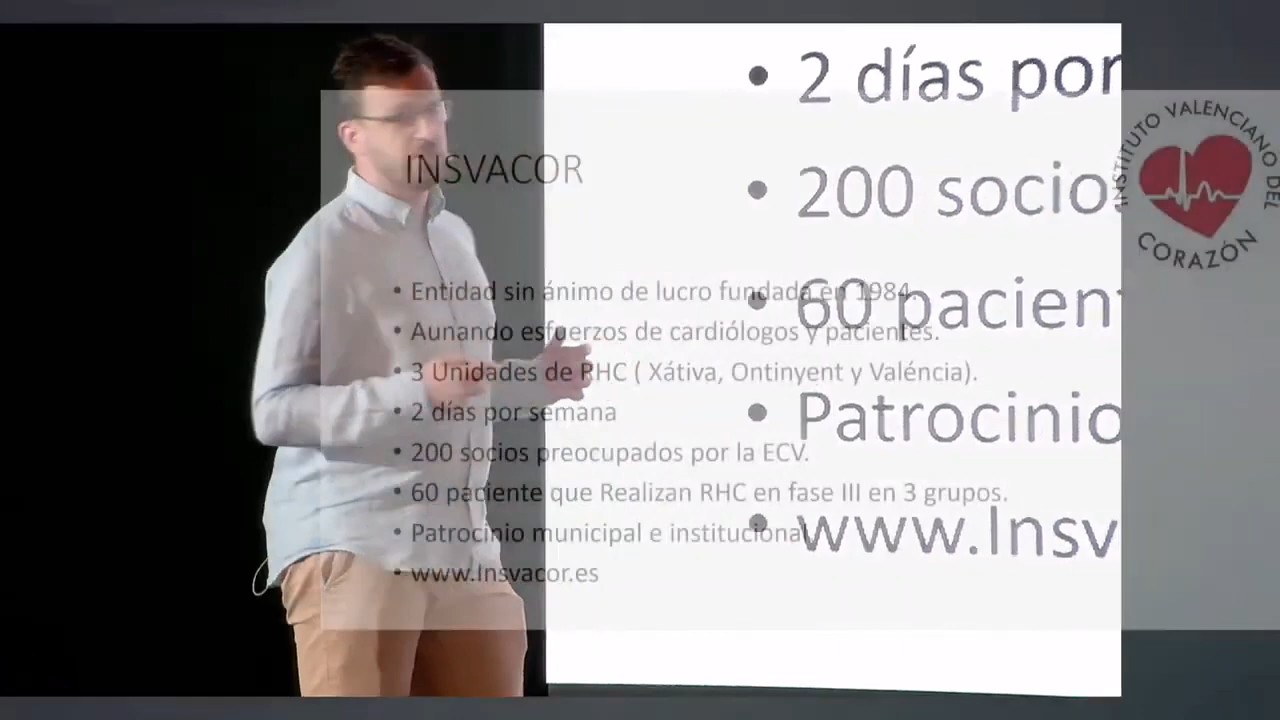 • 2 días por
• 200 socios
• 60 pacient
• Patrocinio
• www.Insv
INSVACOR
• Entidad sin ánimo de lucro fundada en 1984.
• Aunando esfuerzos de cardiólogos y pacientes.
• 3 Unidades de RHC ( Xátiva, Ontinyent y Valéncia).
• 2 días por semana
• 200 socios preocupados por la ECV.
• 60 paciente que Realizan RHC en fase III en 3 grupos.
• Patrocinio municipal e institucional
• www.Insvacor.es
INSTITUTO VALENCIANO DEL
CORAZÓN